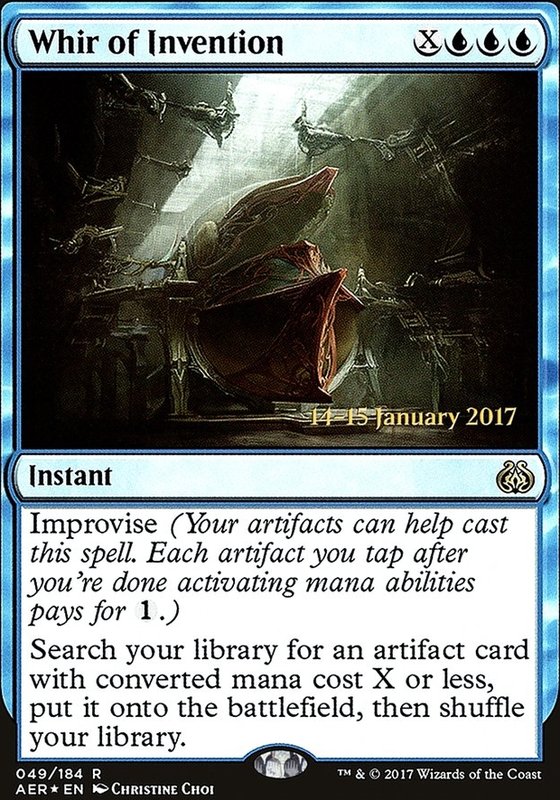 Whir of Invention X
14–15 January 2017
Instant
Improvise (Your artifacts can help cast
this spell. Each artifact you tap after
you're done activating mana abilities
pays for 1.)
Search your library for an artifact card
with converted mana cost X or less,
put it onto the battlefield, then shuffle
your library.
049/184 R
™ & © 2017 Wizards of the Coast
AER ★ EN Christine Choi